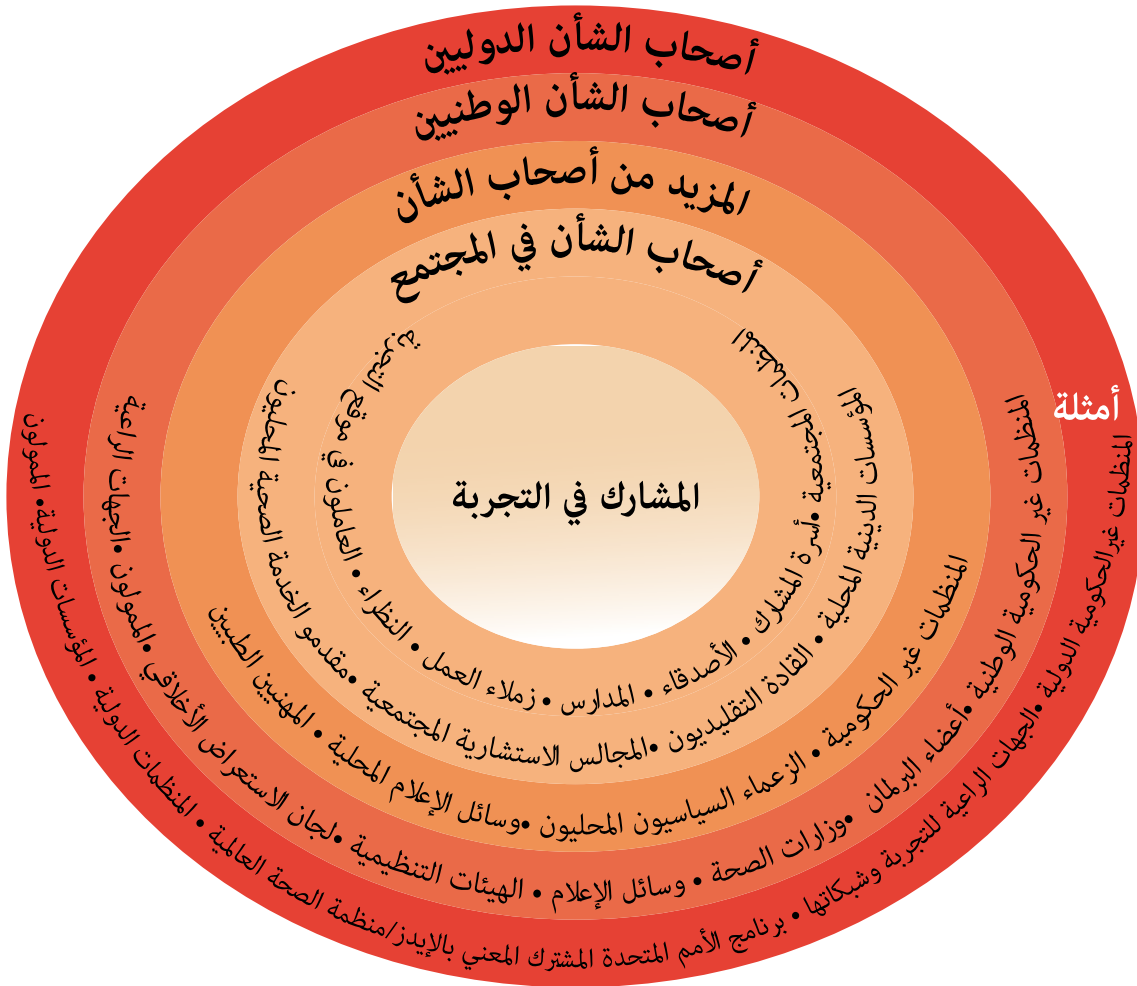 أصحاب الشأن الدوليين
أصحاب الشأن الوطنيين
المزيد من أصحاب الشأن
أصحاب الشأن في المجتمع
المشارك في التجربة
أمثلة
المنظمات المجتمعية •أسرة المشارك • الأصدقاء • المدارس • زملاء العمل • النظراء • العاملون في موقع التجربة
المؤسسات الدينية المحلية • القادة التقليديون •المجالس الاستشارية المجتمعية •مقدمو الخدمة الصحية المحليون
المنظمات غير الحكومية • الزعماء السياسيون المحليون •وسائل الإعلام المحلية • المهنيين الطبيين
المنظمات غير الحكومية الوطنية •أعضاء البرلمان •وزارات الصحة • وسائل الإعلام • الهيئات التنظيمية •لجان الاستعراض الأخلاقي •الممولون •الجهات الراعية
المنظمات غيرالحكومية الدولية •الجهات الراعية للتجربة وشبكاتها • برنامج الأمم المتحدة المشترك المعني بالإيدز/منظمة الصحة العالمية • المنظمات الدولية • المؤسسات الدولية• الممولون